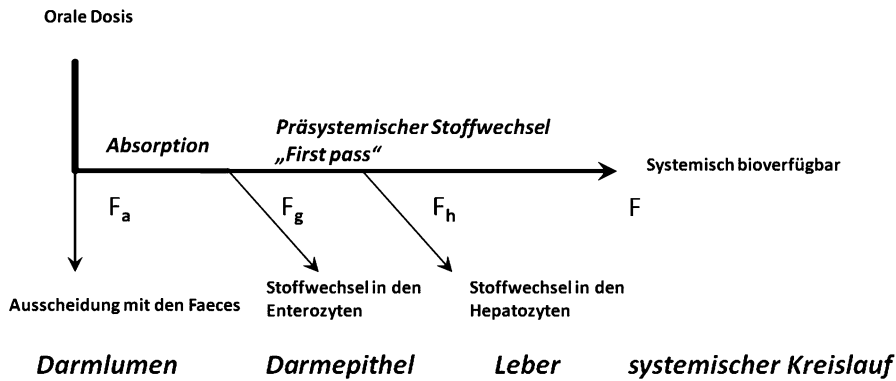 Orale Dosis
Absorption
Präsystemischer Stoffwechsel
„First pass“
Systemisch bioverfügbar
Fa
Fg
Fh
F
Ausscheidung mit den Faeces
Stoffwechsel in den
Enterozyten
Stoffwechsel in den
Hepatozyten
Darmlumen
Darmepithel
Leber
systemischer Kreislauf